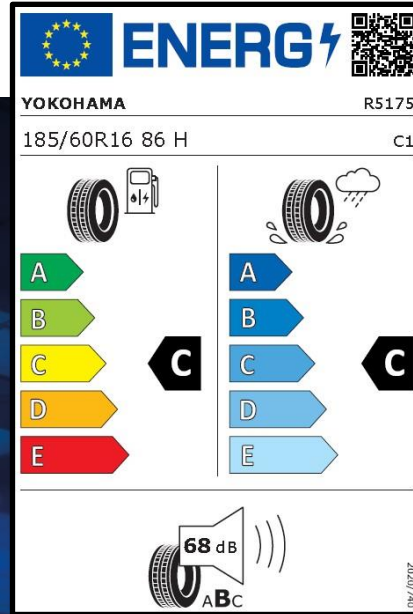 ENERG
YOKOHAMA R5175
185/60R16 86 H C1
A A
B B
C C C C
D D
E E
68 dB
ABC